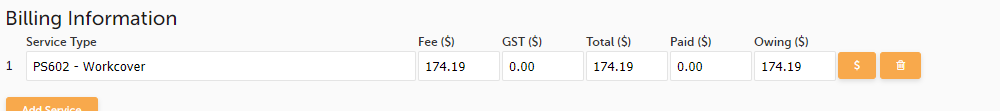 Billing Information
Service Type Fee ($) GST ($) Total ($) Paid ($) Owing ($)
1 PS602 - Workcover 174.19 0.00 174.19 0.00 174.19 $
Add Service